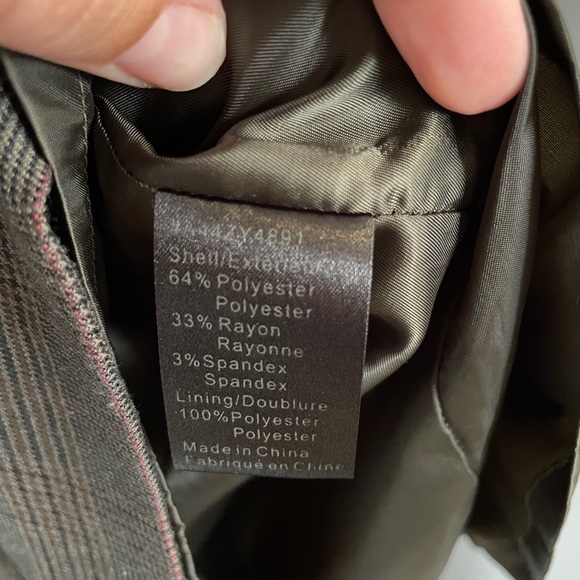 Shell/Extérieur
64% Polyester
Polyester
33% Rayon
Rayonne
3% Spandex
Spandex
Lining/Doublure
100% Polyester
Polyester
Made in China
Fabriqué en Chine